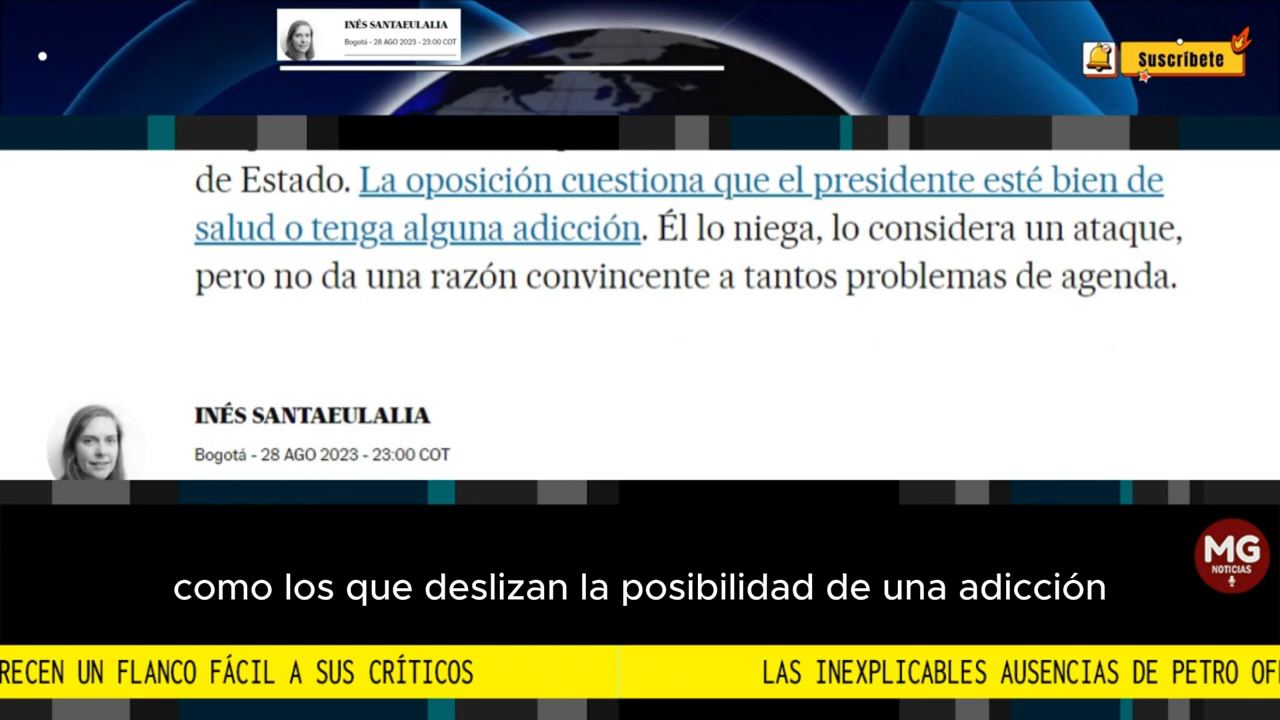 INÉS SANTAEULALIA
Bogotá - 28 AGO 2023 - 23:00 COT
Suscríbete
de Estado. La oposición cuestiona que el presidente esté bien de
salud o tenga alguna adicción. Él lo niega, lo considera un ataque,
pero no da una razón convincente a tantos problemas de agenda.
INÉS SANTAEULALIA
Bogotá - 28 AGO 2023 - 23:00 COT
MG
NOTICIAS
como los que deslizan la posibilidad de una adicción
RECEN UN FLANCO FÁCIL A SUS CRÍTICOS LAS INEXPLICABLES AUSENCIAS DE PETRO OF